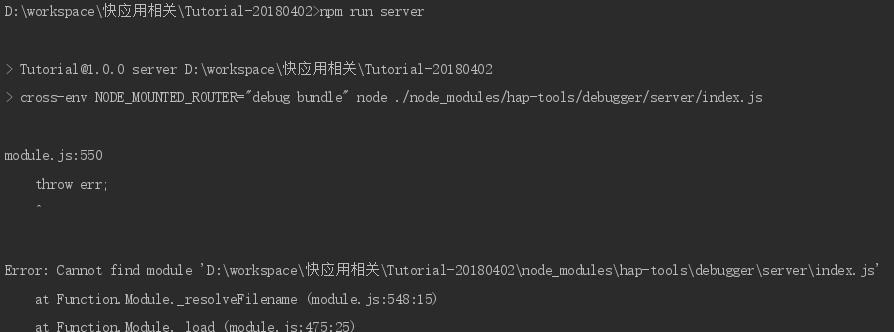 D:\workspace\快应用相关\Tutorial-20180402>npm run server
> Tutorial@1.0.0 server D:\workspace\快应用相关\Tutorial-20180402
> cross-env NODE_MOUNTED_ROUTER="debug bundle" node ./node_modules/hap-tools/debugger/server/index.js
module.js:550
    throw err;
    ^
Error: Cannot find module 'D:\workspace\快应用相关\Tutorial-20180402\node_modules\hap-tools\debugger\server\index.js'
    at Function.Module._resolveFilename (module.js:548:15)
    at Function.Module._load (module.js:475:25)